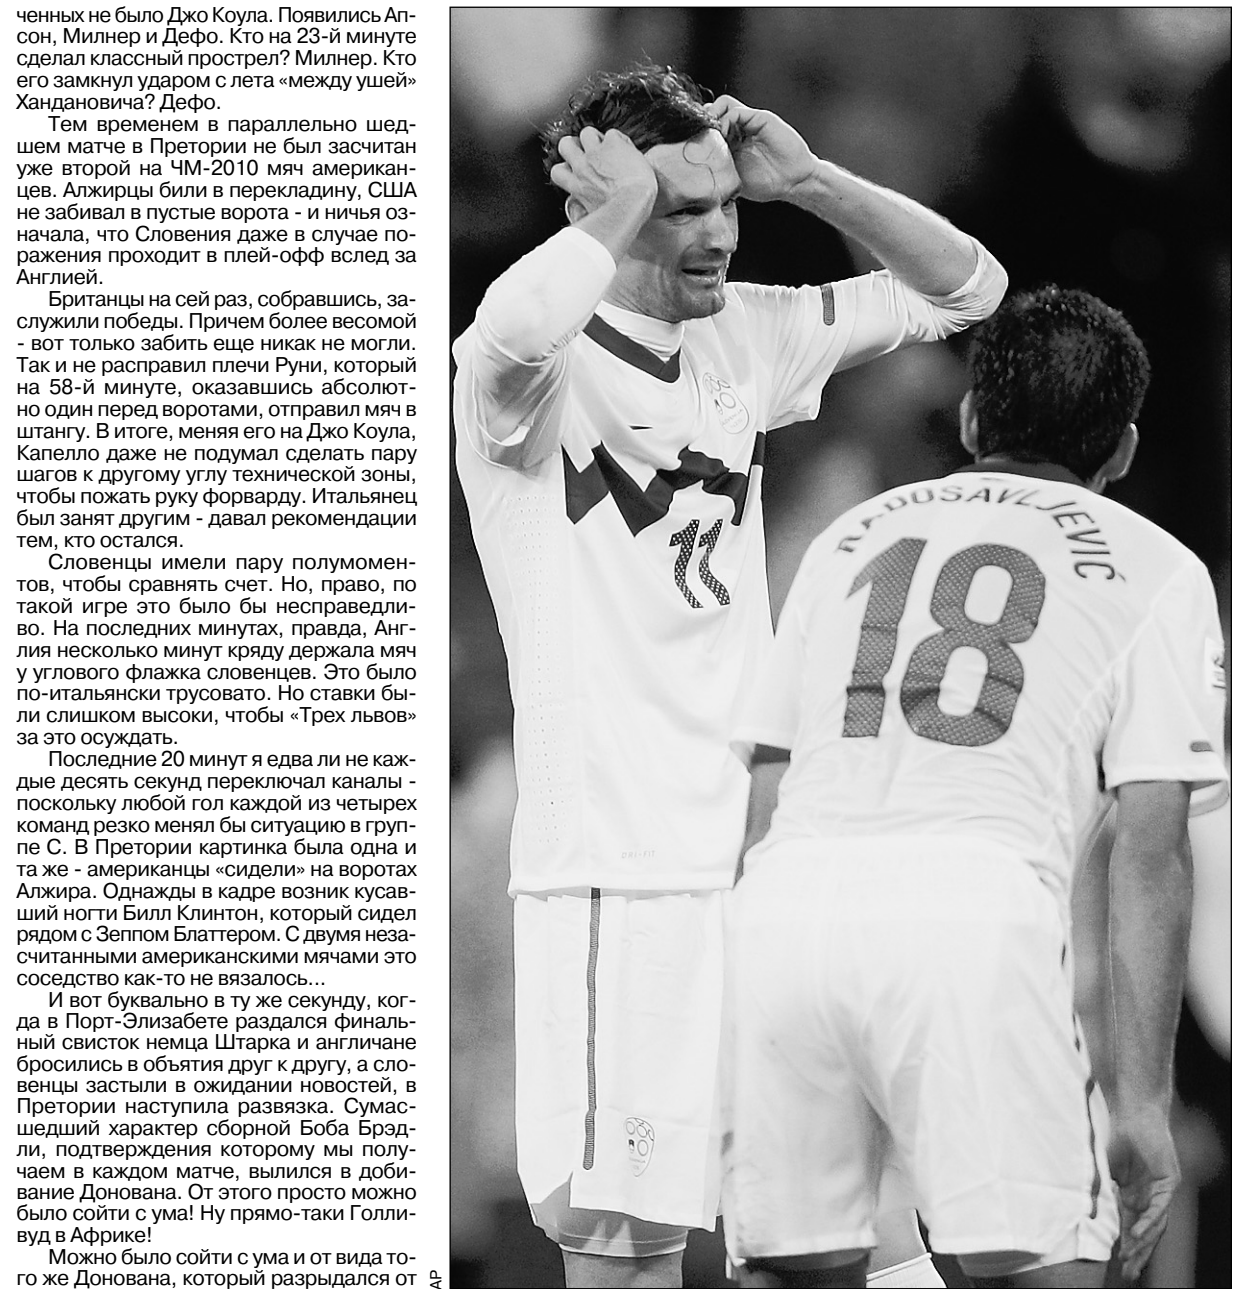 ченных не было Джо Коула. Появились Ап-
сон, Милнер и Дефо. Кто на 23-й минуте
сделал классный прострел? Милнер. Кто
его замкнул ударом с лета «между ушей»
Хандановича? Дефо.
Тем временем в параллельно шед-
шем матче в Претории не был засчитан
уже второй на ЧМ-2010 мяч американ-
цев. Алжирцы били в перекладину, США
не забивал в пустые ворота - и ничья оз-
начала, что Словения даже в случае по-
ражения проходит в плей-офф вслед за
Англией.
Британцы на сей раз, собравшись, за-
служили победы. Причем более весомой
- вот только забить еще никак не могли.
Так и не расправил плечи Руни, который
на 58-й минуте, оказавшись абсолют-
но один перед воротами, отправил мяч в
штангу. В итоге, меняя его на Джо Коула,
Капелло даже не подумал сделать пару
шагов к другому углу технической зоны,
чтобы пожать руку форварду. Итальянец
был занят другим - давал рекомендации
тем, кто остался.
Словенцы имели пару полумомен-
тов, чтобы сравнять счет. Но, право, по
такой игре это было бы несправедли-
во. На последних минутах, правда, Анг-
лия несколько минут кряду держала мяч
у углового флажка словенцев. Это было
по-итальянски трусовато. Но ставки бы-
ли слишком высоки, чтобы «Трех львов»
за это осуждать.
Последние 20 минут я едва ли не каж-
дые десять секунд переключал каналы -
поскольку любой гол каждой из четырех
команд резко менял бы ситуацию в груп-
пе С. В Претории картинка была одна и
та же - американцы «сидели» на воротах
Алжира. Однажды в кадре возник кусав-
ший ногти Билл Клинтон, который сидел
рядом с Зеппом Блаттером. С двумя неза-
считанными американскими мячами это
соседство как-то не вязалось...
И вот буквально в ту же секунду, ког-
да в Порт-Элизабете раздался финаль-
ный свисток немца Штарка и англичане
бросились в объятия друг к другу, а сло-
венцы застыли в ожидании новостей, в
Претории наступила развязка. Сумас-
шедший характер сборной Боба Брэд-
ли, подтверждения которому мы полу-
чаем в каждом матче, вылился в доби-
вание Донована. От этого просто можно
было сойти с ума! Ну прямо-таки Голли-
вуд в Африке!
Можно было сойти с ума и от вида то-
го же Донована, который разрыдался от
AP
11
DRI-FIT
RADOSAVLJEVIĆ
18